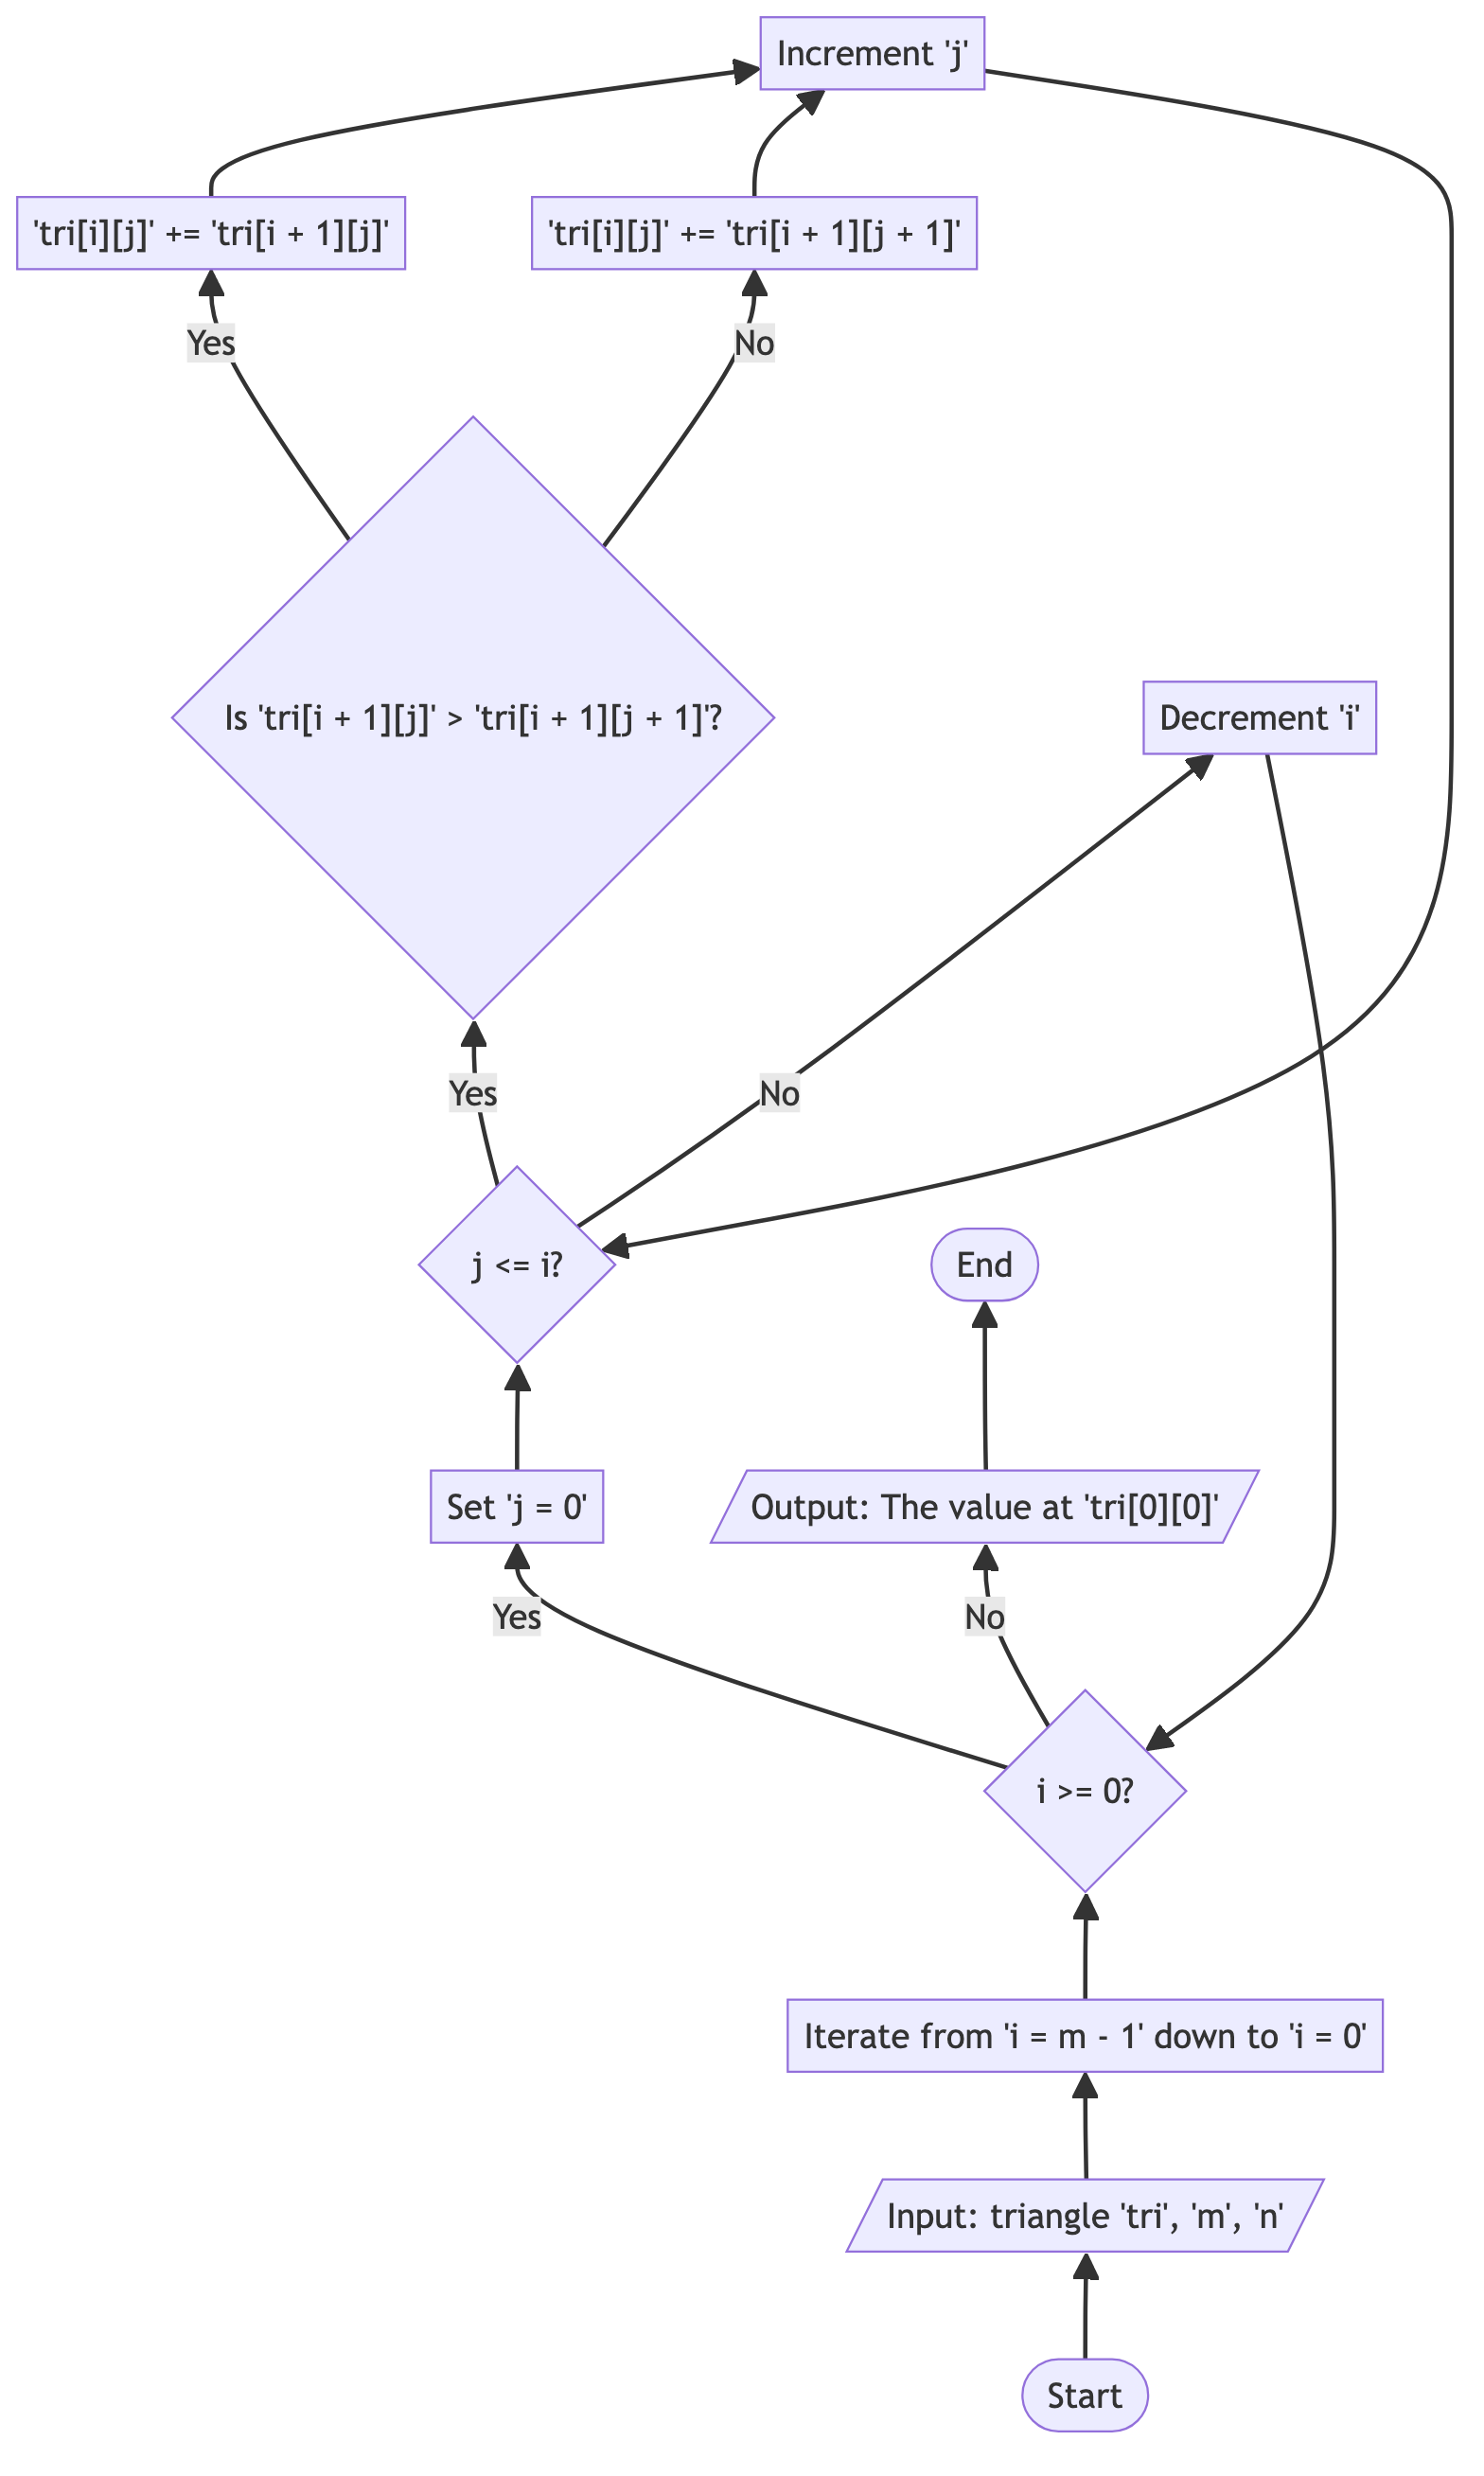 Increment 'j'
'tri[i][j]' += 'tri[i + 1][j]'
'tri[i][j]' += 'tri[i + 1][j + 1]'
Yes
No
Is 'tri[i + 1][j]' > 'tri[i + 1][j + 1]'?
Decrement 'i'
Yes
No
j <= i?
End
Set 'j = 0'
Output: The value at 'tri[0][0]'
Yes
No
i >= 0?
Iterate from 'i = m - 1' down to 'i = 0'
Input: triangle 'tri', 'm', 'n'
Start